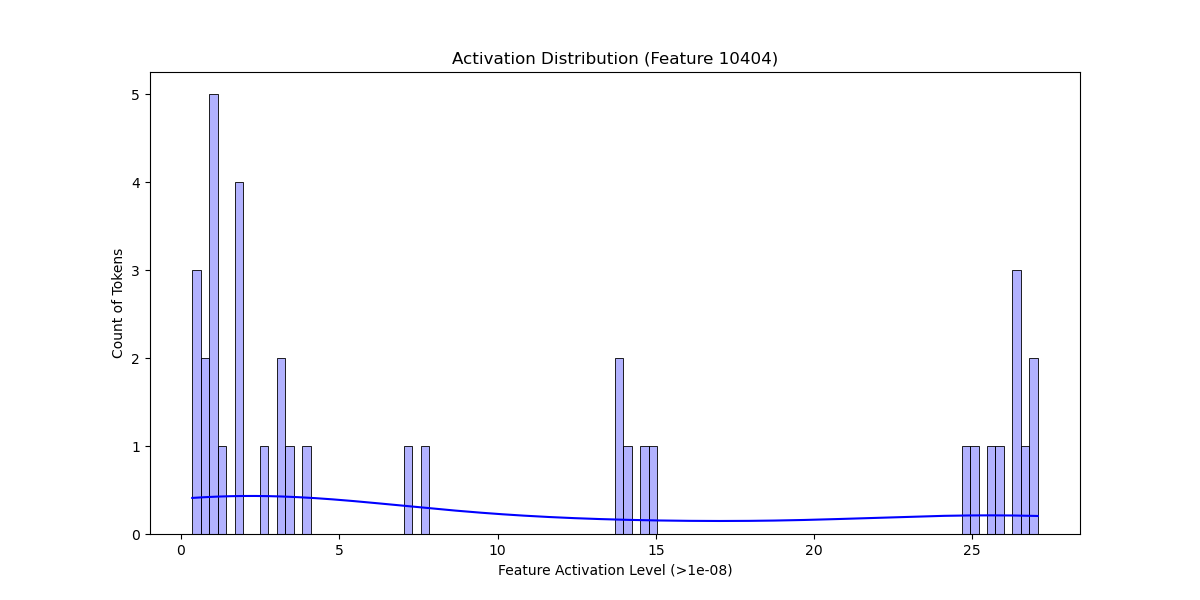 Activation Distribution (Feature 10404)
5
4
3
2
1
0
Count of Tokens
0 5 10 15 20 25
Feature Activation Level (>1e-08)